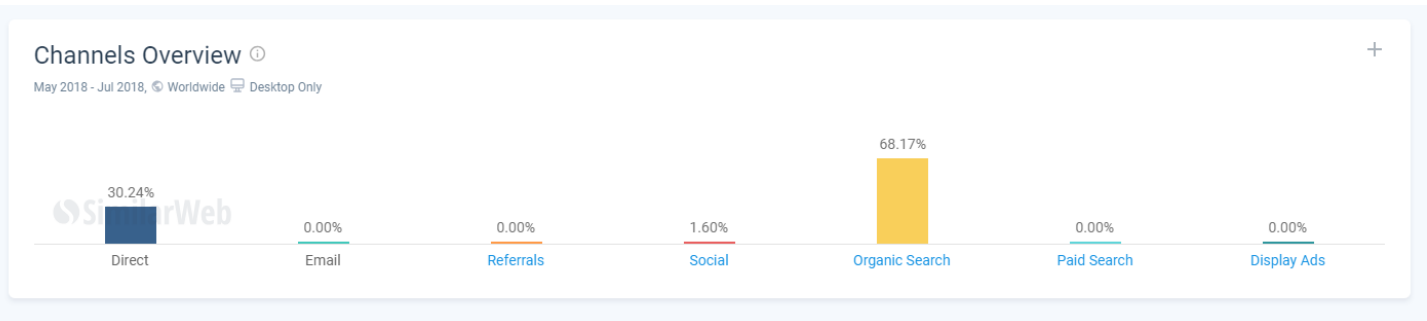 Channels Overview
May 2018 - Jul 2018, Worldwide Desktop Only
68.17%
30.24%
SimilarWeb
0.00%
0.00%
1.60%
0.00%
0.00%
Direct
Email
Referrals
Social
Organic Search
Paid Search
Display Ads